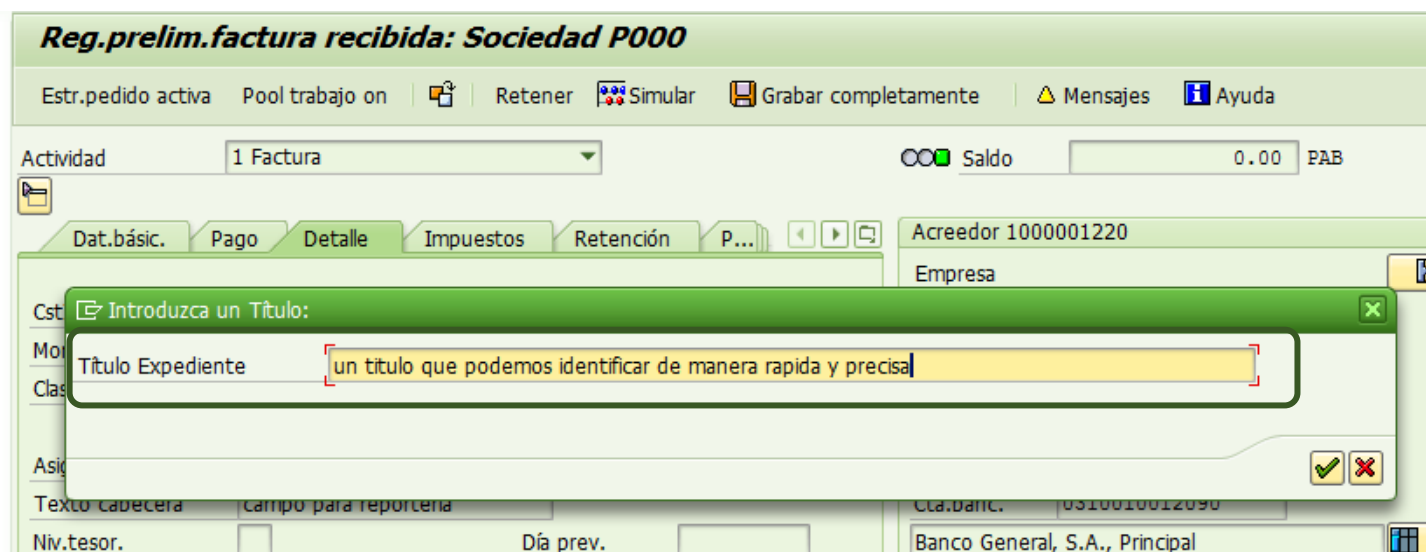 Reg.prelim.factura recibida: Sociedad P000
Estr.pedido activa Pool trabajo on Retener Simular Grabar completamente Mensajes Ayuda
Actividad 1 Factura Saldo 0.00 PAB
Dat.básic. Pago Detalle Impuestos Retención P... Acreedor 1000001220
Empresa
Cst
Introduzca un Título:
Título Expediente un titulo que podemos identificar de manera rapida y precisa
Clas
Texto cabecera campo para reporteria Cta.banc. 0310010012090
Niv.tesor. Día prev. Banco General, S.A., Principal